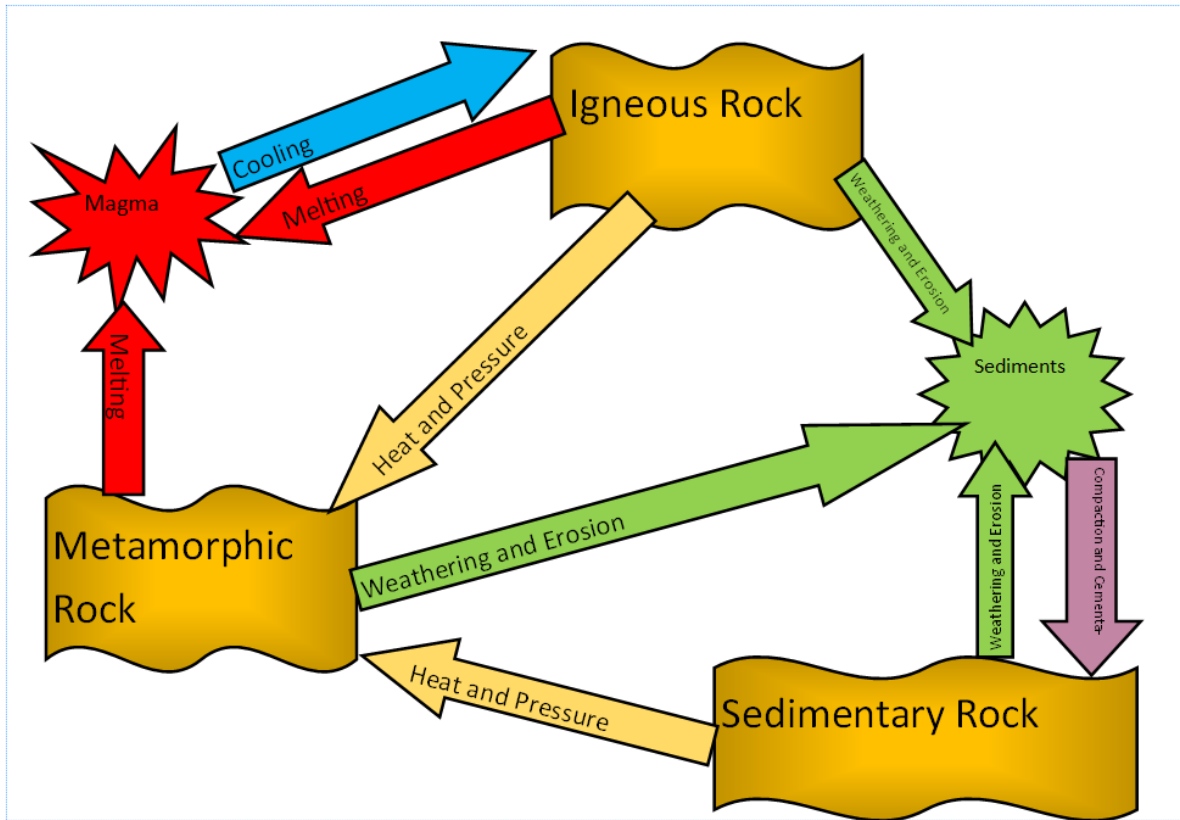 Igneous Rock
Cooling
Melting
Magma
Weathering and Erosion
Heat and Pressure
Sediments
Melting
Weathering and Erosion
Compaction and Cementa-
Weathering and Erosion
Metamorphic
Rock
Heat and Pressure
Sedimentary Rock